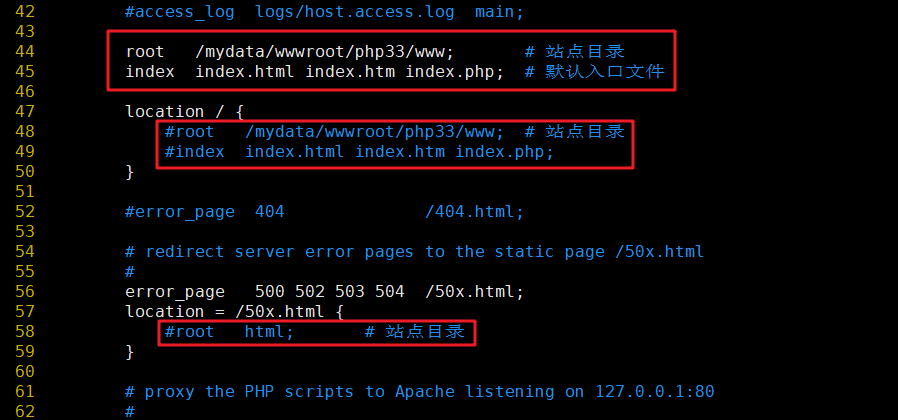 42         #access_log  logs/host.access.log  main;
43
44         root   /mydata/wwwroot/php33/www;       # 站点目录
45         index  index.html index.htm index.php;  # 默认入口文件
46
47         location / {
48             #root   /mydata/wwwroot/php33/www;  # 站点目录
49             #index  index.html index.htm index.php;
50         }
51
52         #error_page  404              /404.html;
53
54         # redirect server error pages to the static page /50x.html
55         #
56         error_page   500 502 503 504  /50x.html;
57         location = /50x.html {
58             #root   html;       # 站点目录
59         }
60
61         # proxy the PHP scripts to Apache listening on 127.0.0.1:80
62         #